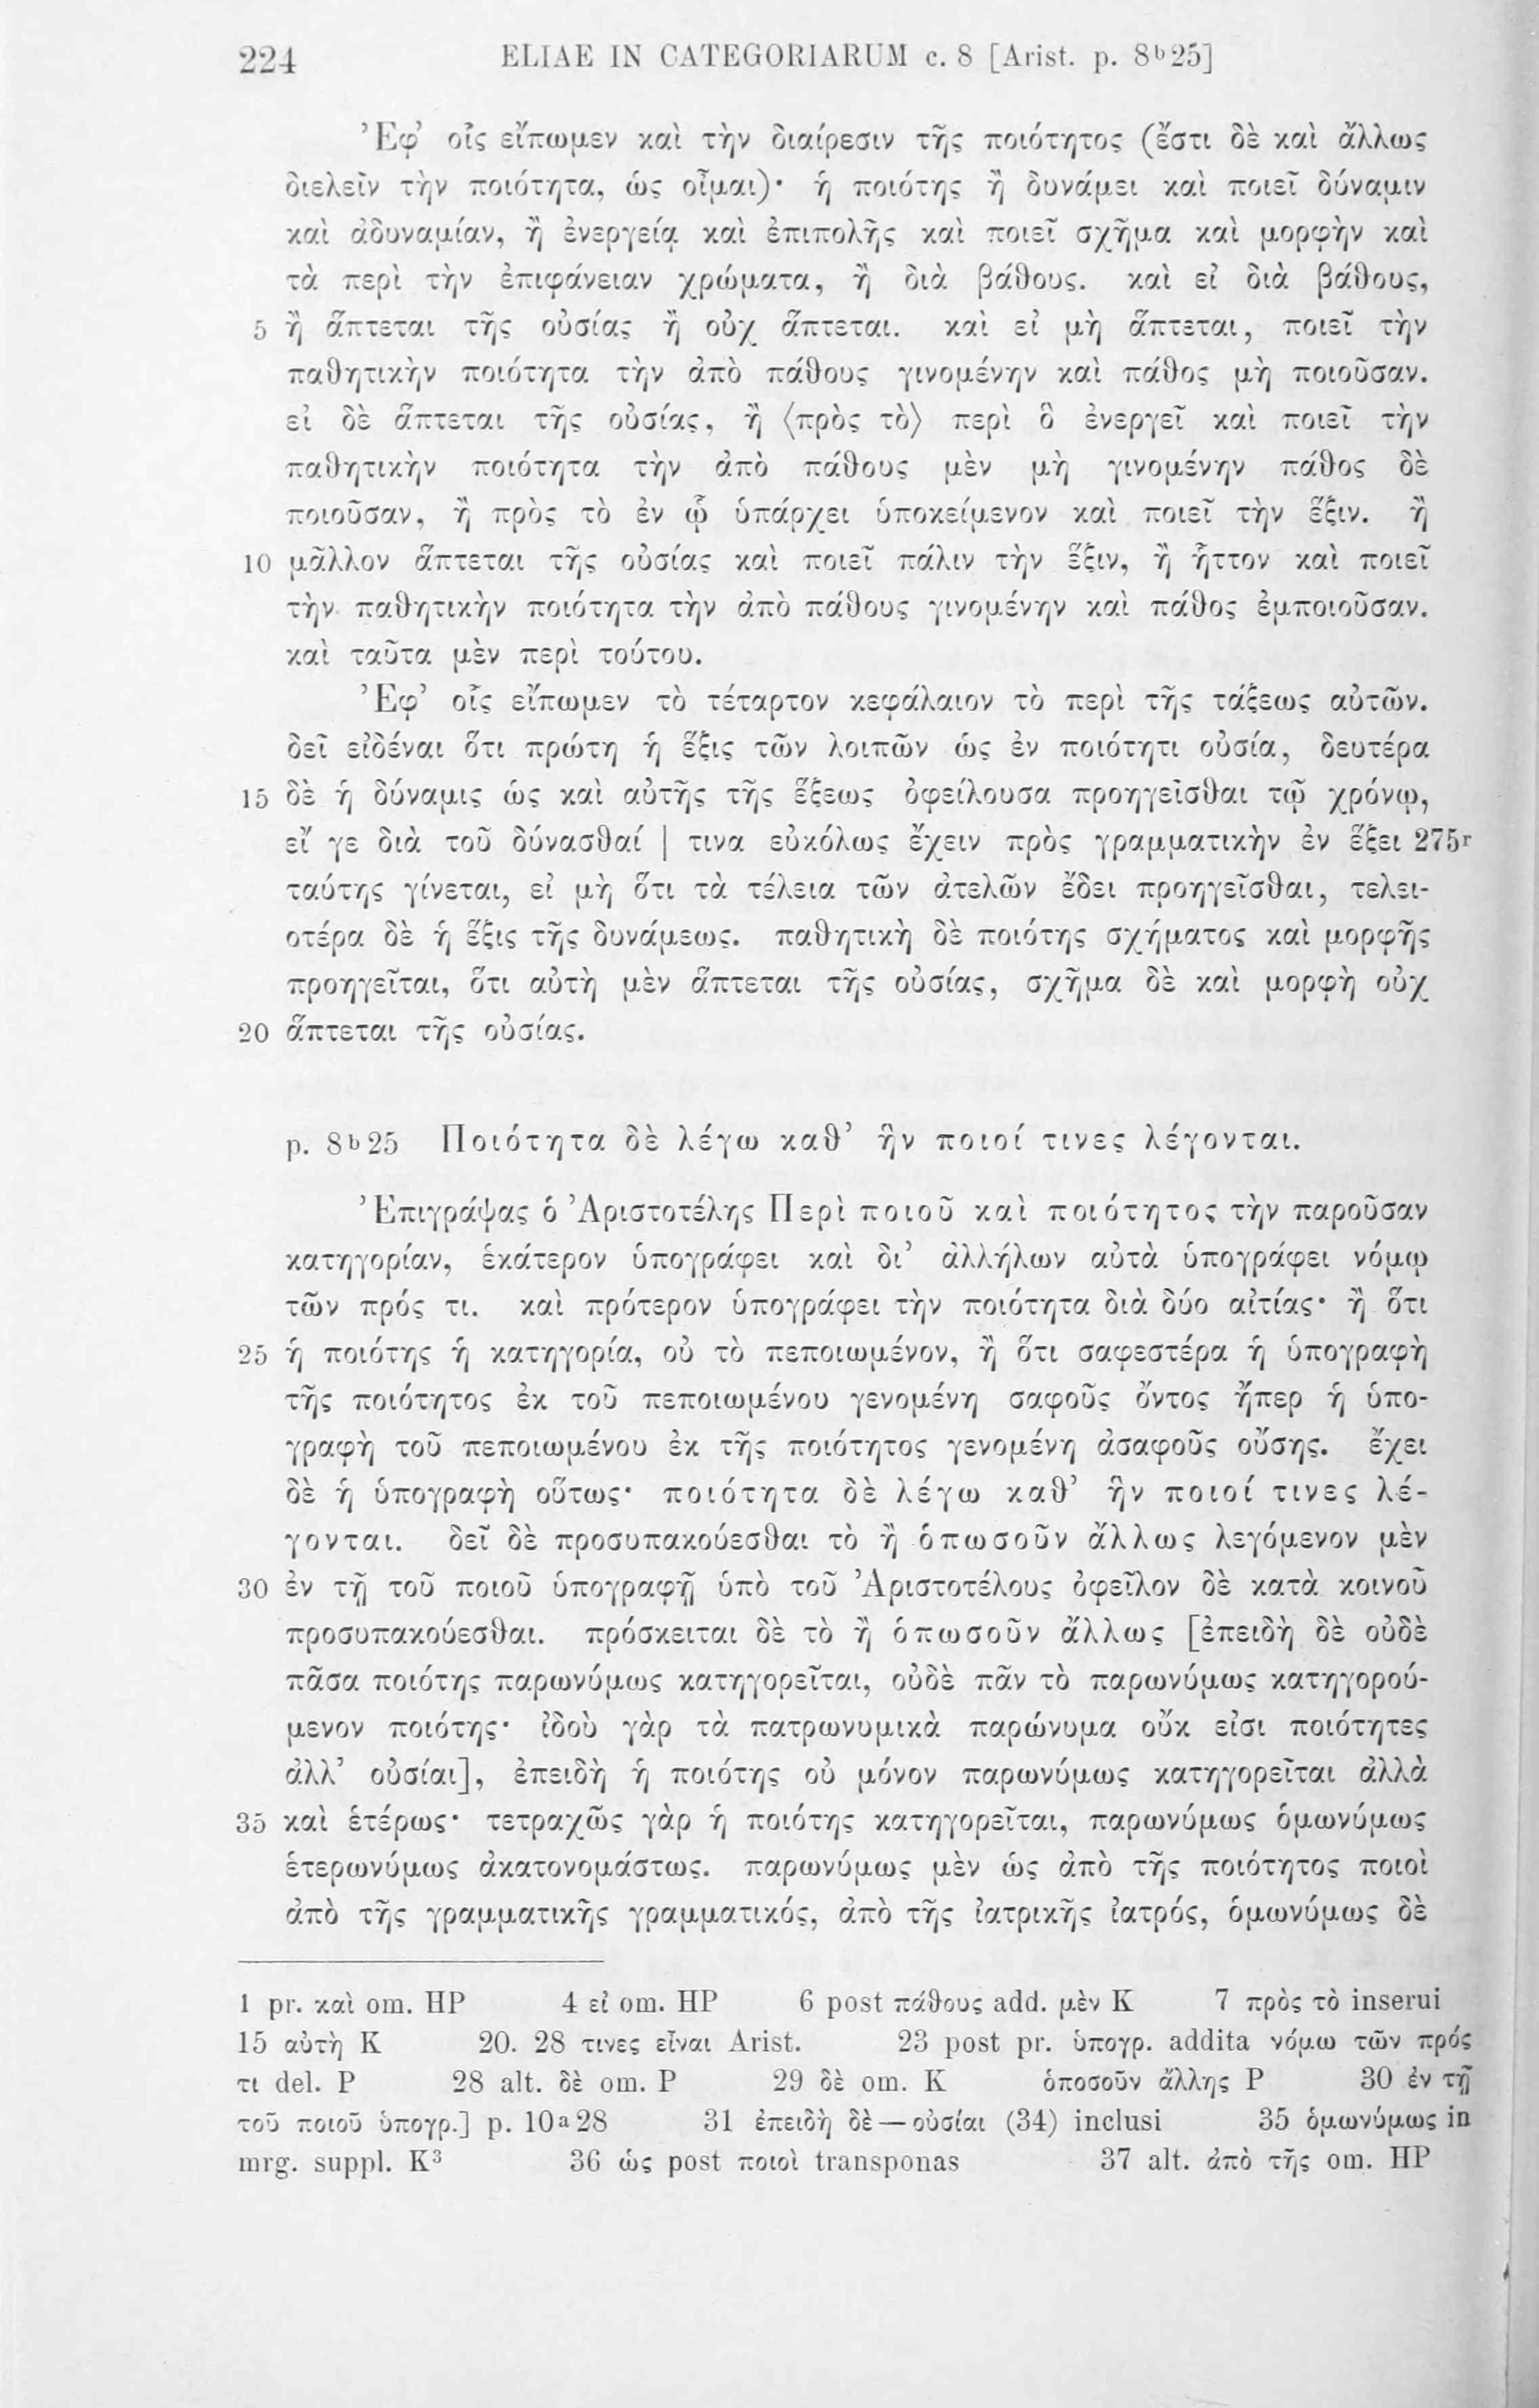 224 ELIAE IN CATEGORIARUM c. 8 [Arist. p. 8ᵇ25]
Ἐφ’ οἷς εἴπωμεν καὶ τὴν διαίρεσιν τῆς ποιότητος (ἔστι δὲ καὶ ἄλλως
διελεῖν τὴν ποιότητα, ὡς οἶμαι)· ἡ ποιότης ἢ δυνάμει καὶ ποιεῖ δύναμιν
καὶ ἀδυναμίαν, ἢ ἐνεργείᾳ καὶ ἐπιπολῆς καὶ ποιεῖ σχῆμα καὶ μορφὴν καὶ
τὰ περὶ τὴν ἐπιφάνειαν χρώματα, ἢ διὰ βάθους. καὶ εἰ διὰ βάθους,
5 ἢ ἅπτεται τῆς οὐσίας ἢ οὐχ ἅπτεται. καὶ εἰ μὴ ἅπτεται, ποιεῖ τὴν
παθητικὴν ποιότητα τὴν ἀπὸ πάθους γινομένην καὶ πάθος μὴ ποιοῦσαν.
εἰ δὲ ἅπτεται τῆς οὐσίας, ἢ ⟨πρὸς τὸ⟩ περὶ ὃ ἐνεργεῖ καὶ ποιεῖ τὴν
παθητικὴν ποιότητα τὴν ἀπὸ πάθους μὲν μὴ γινομένην πάθος δὲ
ποιοῦσαν, ἢ πρὸς τὸ ἐν ᾧ ὑπάρχει ὑποκείμενον καὶ ποιεῖ τὴν ἕξιν. ἢ
10 μᾶλλον ἅπτεται τῆς οὐσίας καὶ ποιεῖ πάλιν τὴν ἕξιν, ἢ ἧττον καὶ ποιεῖ
τὴν παθητικὴν ποιότητα τὴν ἀπὸ πάθους γινομένην καὶ πάθος ἐμποιοῦσαν.
καὶ ταῦτα μὲν περὶ τούτου.
Ἐφ’ οἷς εἴπωμεν τὸ τέταρτον κεφάλαιον τὸ περὶ τῆς τάξεως αὐτῶν.
δεῖ εἰδέναι ὅτι πρώτη ἡ ἕξις τῶν λοιπῶν ὡς ἐν ποιότητι οὐσία, δευτέρα
15 δὲ ἡ δύναμις ὡς καὶ αὐτῆς τῆς ἕξεως ὀφείλουσα προηγεῖσθαι τῷ χρόνῳ,
εἴ γε διὰ τοῦ δύνασθαί | τινα εὐκόλως ἔχειν πρὸς γραμματικὴν ἐν ἕξει 275ʳ
ταύτης γίνεται, εἰ μὴ ὅτι τὰ τέλεια τῶν ἀτελῶν ἔδει προηγεῖσθαι, τελει-
οτέρα δὲ ἡ ἕξις τῆς δυνάμεως. παθητικὴ δὲ ποιότης σχήματος καὶ μορφῆς
προηγεῖται, ὅτι αὐτὴ μὲν ἅπτεται τῆς οὐσίας, σχῆμα δὲ καὶ μορφὴ οὐχ
20 ἅπτεται τῆς οὐσίας.
p. 8ᵇ25 Ποιότητα δὲ λέγω καθ’ ἣν ποιοί τινες λέγονται.
Ἐπιγράψας ὁ Ἀριστοτέλης Περὶ ποιοῦ καὶ ποιότητος τὴν παροῦσαν
κατηγορίαν, ἑκάτερον ὑπογράφει καὶ δι’ ἀλλήλων αὐτὰ ὑπογράφει νόμῳ
τῶν πρός τι. καὶ πρότερον ὑπογράφει τὴν ποιότητα διὰ δύο αἰτίας· ἢ ὅτι
25 ἡ ποιότης ἡ κατηγορία, οὐ τὸ πεποιωμένον, ἢ ὅτι σαφεστέρα ἡ ὑπογραφὴ
τῆς ποιότητος ἐκ τοῦ πεποιωμένου γενομένη σαφοῦς ὄντος ἤπερ ἡ ὑπο-
γραφὴ τοῦ πεποιωμένου ἐκ τῆς ποιότητος γενομένη ἀσαφοῦς οὔσης. ἔχει
δὲ ἡ ὑπογραφὴ οὕτως· ποιότητα δὲ λέγω καθ’ ἣν ποιοί τινες λέ-
γονται. δεῖ δὲ προσυπακούεσθαι τὸ ἢ ὁπωσοῦν ἄλλως λεγόμενον μὲν
30 ἐν τῇ τοῦ ποιοῦ ὑπογραφῇ ὑπὸ τοῦ Ἀριστοτέλους ὀφεῖλον δὲ κατὰ κοινοῦ
προσυπακούεσθαι. πρόσκειται δὲ τὸ ἢ ὁπωσοῦν ἄλλως [ἐπειδὴ δὲ οὐδὲ
πᾶσα ποιότης παρωνύμως κατηγορεῖται, οὐδὲ πᾶν τὸ παρωνύμως κατηγορού-
μενον ποιότης· ἰδοὺ γὰρ τὰ πατρωνυμικὰ παρώνυμα οὔκ εἰσι ποιότητες
ἀλλ’ οὐσίαι], ἐπειδὴ ἡ ποιότης οὐ μόνον παρωνύμως κατηγορεῖται ἀλλὰ
35 καὶ ἑτέρως· τετραχῶς γὰρ ἡ ποιότης κατηγορεῖται, παρωνύμως ὁμωνύμως
ἑτερωνύμως ἀκατονομάστως. παρωνύμως μὲν ὡς ἀπὸ τῆς ποιότητος ποιοὶ
ἀπὸ τῆς γραμματικῆς γραμματικός, ἀπὸ τῆς ἰατρικῆς ἰατρός, ὁμωνύμως δὲ
1 pr. καὶ om. HP 4 εἰ om. HP 6 post πάθους add. μὲν K 7 πρὸς τὸ inserui
15 αὐτὴ K 20. 28 τινες εἶναι Arist. 23 post pr. ὑπογρ. addita νόμω τῶν πρός
τι del. P 28 alt. δὲ om. P 29 δὲ om. K ὁποσοῦν ἄλλης P 30 ἐν τῇ
τοῦ ποιοῦ ὑπογρ.] p. 10ᵃ28 31 ἐπειδὴ δὲ — οὐσίαι (34) inclusi 35 ὁμωνύμως in
mrg. suppl. K³ 36 ὡς post ποιοὶ transponas 37 alt. ἀπὸ τῆς om. HP